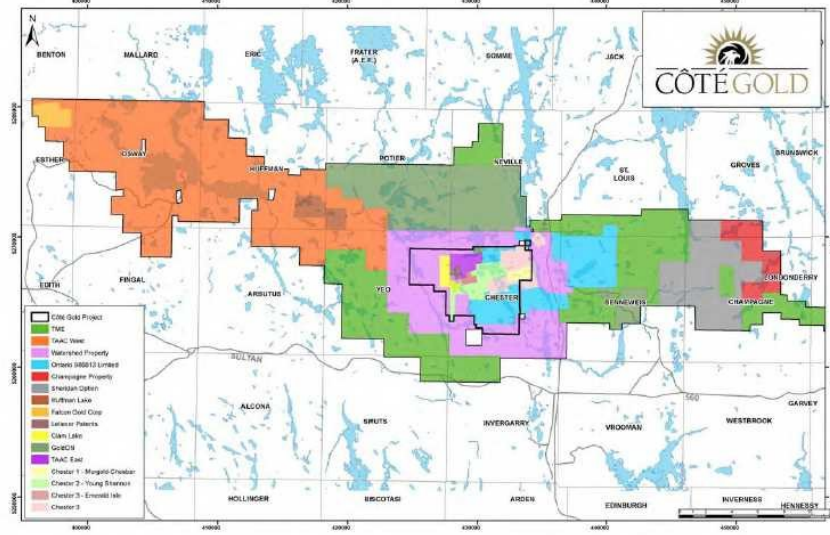 N
BENTON
MALLARD
ERIC
FRATER
(A.E.R.)
SOMME
JACK
CÔTÉ GOLD
ESTHER
OSWAY
HUFFMAN
POTIER
NEVILLE
ST.
LOUIS
GROVES
BRUNSWICK
EDITH
FINGAL
ARBUTUS
YEO
CHESTER
BENNEWEIS
CHAMPAGNE
LONDONDERRY
Côté Gold Project
TME
TAAC West
Watershed Property
Ontario 986813 Limited
Champagne Property
Sheridan Option
Huffman Lake
Falcon Gold Corp
Leliever Patents
Clam Lake
GoldON
TAAC East
Chester 1 - Murgold-Chesbar
Chester 2 - Young Shannon
Chester 3 - Emerald Isle
Chester 3
SULTAN
560
ALCONA
SMUTS
INVERGARRY
VROOMAN
WESTBROOK
GARVEY
HOLLINGER
BISCOTASI
ARDEN
EDINBURGH
INVERNESS
HENNESSY